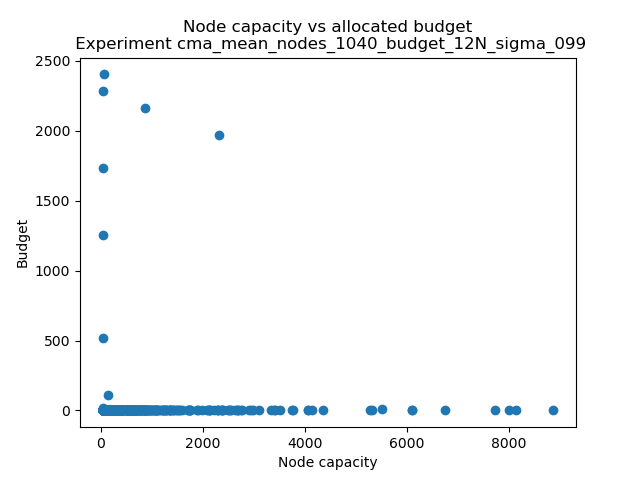 Node capacity vs allocated budget
Experiment cma_mean_nodes_1040_budget_12N_sigma_099
2500
2000
1500
1000
500
0
Budget
0 2000 4000 6000 8000
Node capacity